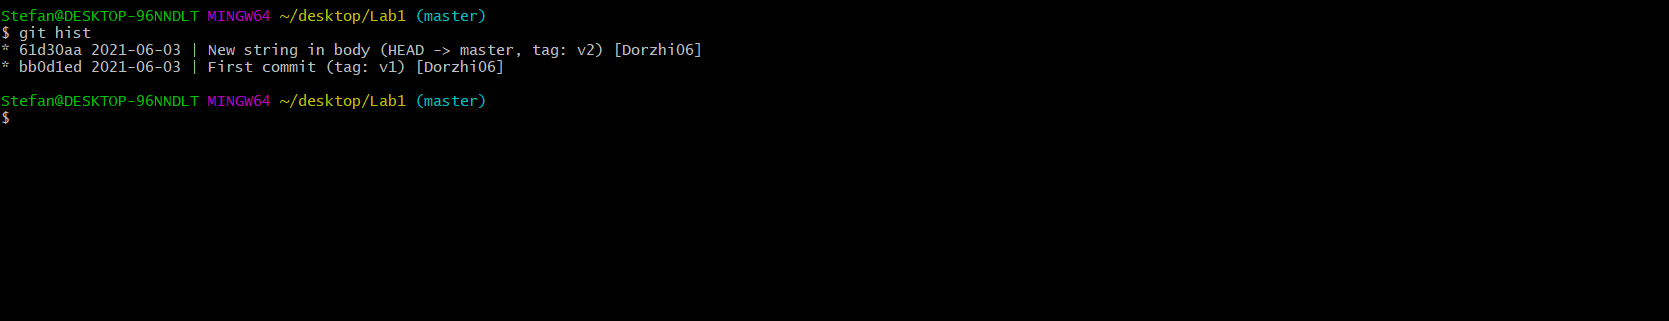 Stefan@DESKTOP-96NNDLT MINGW64 ~/desktop/Lab1 (master)
$ git hist
* 61d30aa 2021-06-03 | New string in body (HEAD -> master, tag: v2) [Dorzhi06]
* bb0d1ed 2021-06-03 | First commit (tag: v1) [Dorzhi06]
Stefan@DESKTOP-96NNDLT MINGW64 ~/desktop/Lab1 (master)
$